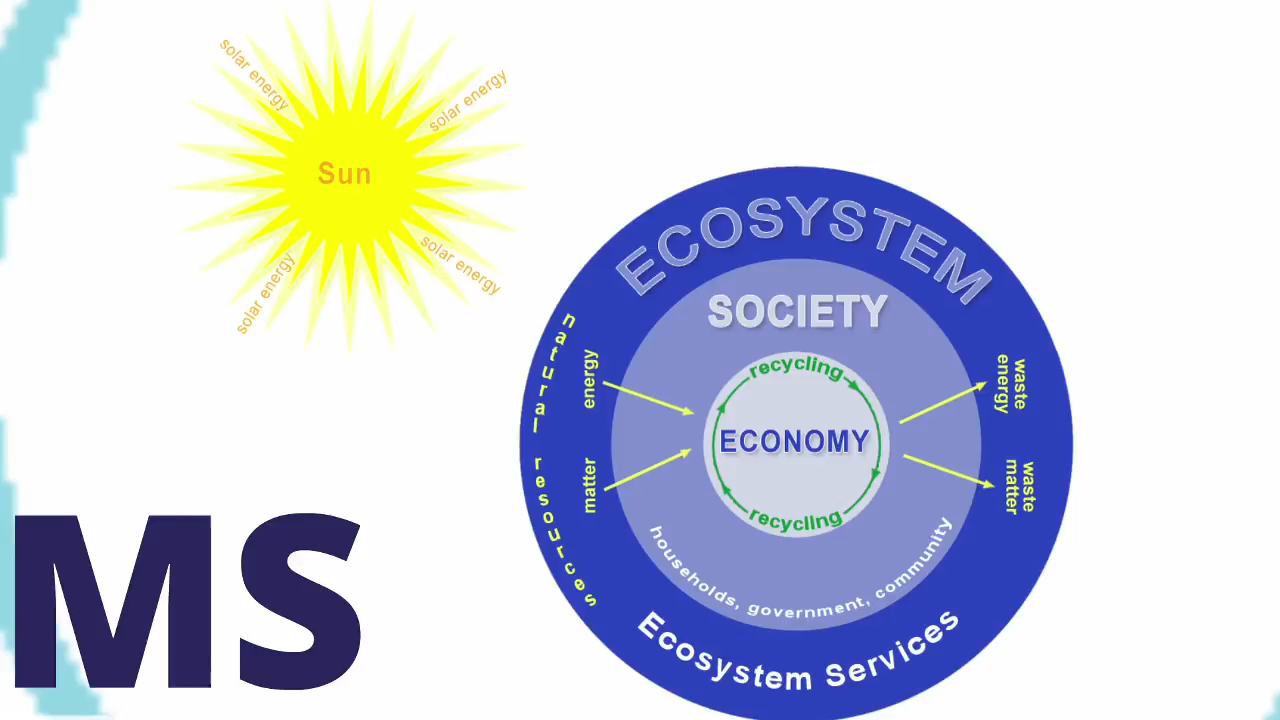 solar energy
solar energy
Sun
solar energy
solar energy
ECOSYSTEM
SOCIETY
natural resources
energy
matter
recycling
ECONOMY
recycling
waste
energy
waste
matter
households, government, community
Ecosystem Services
MS